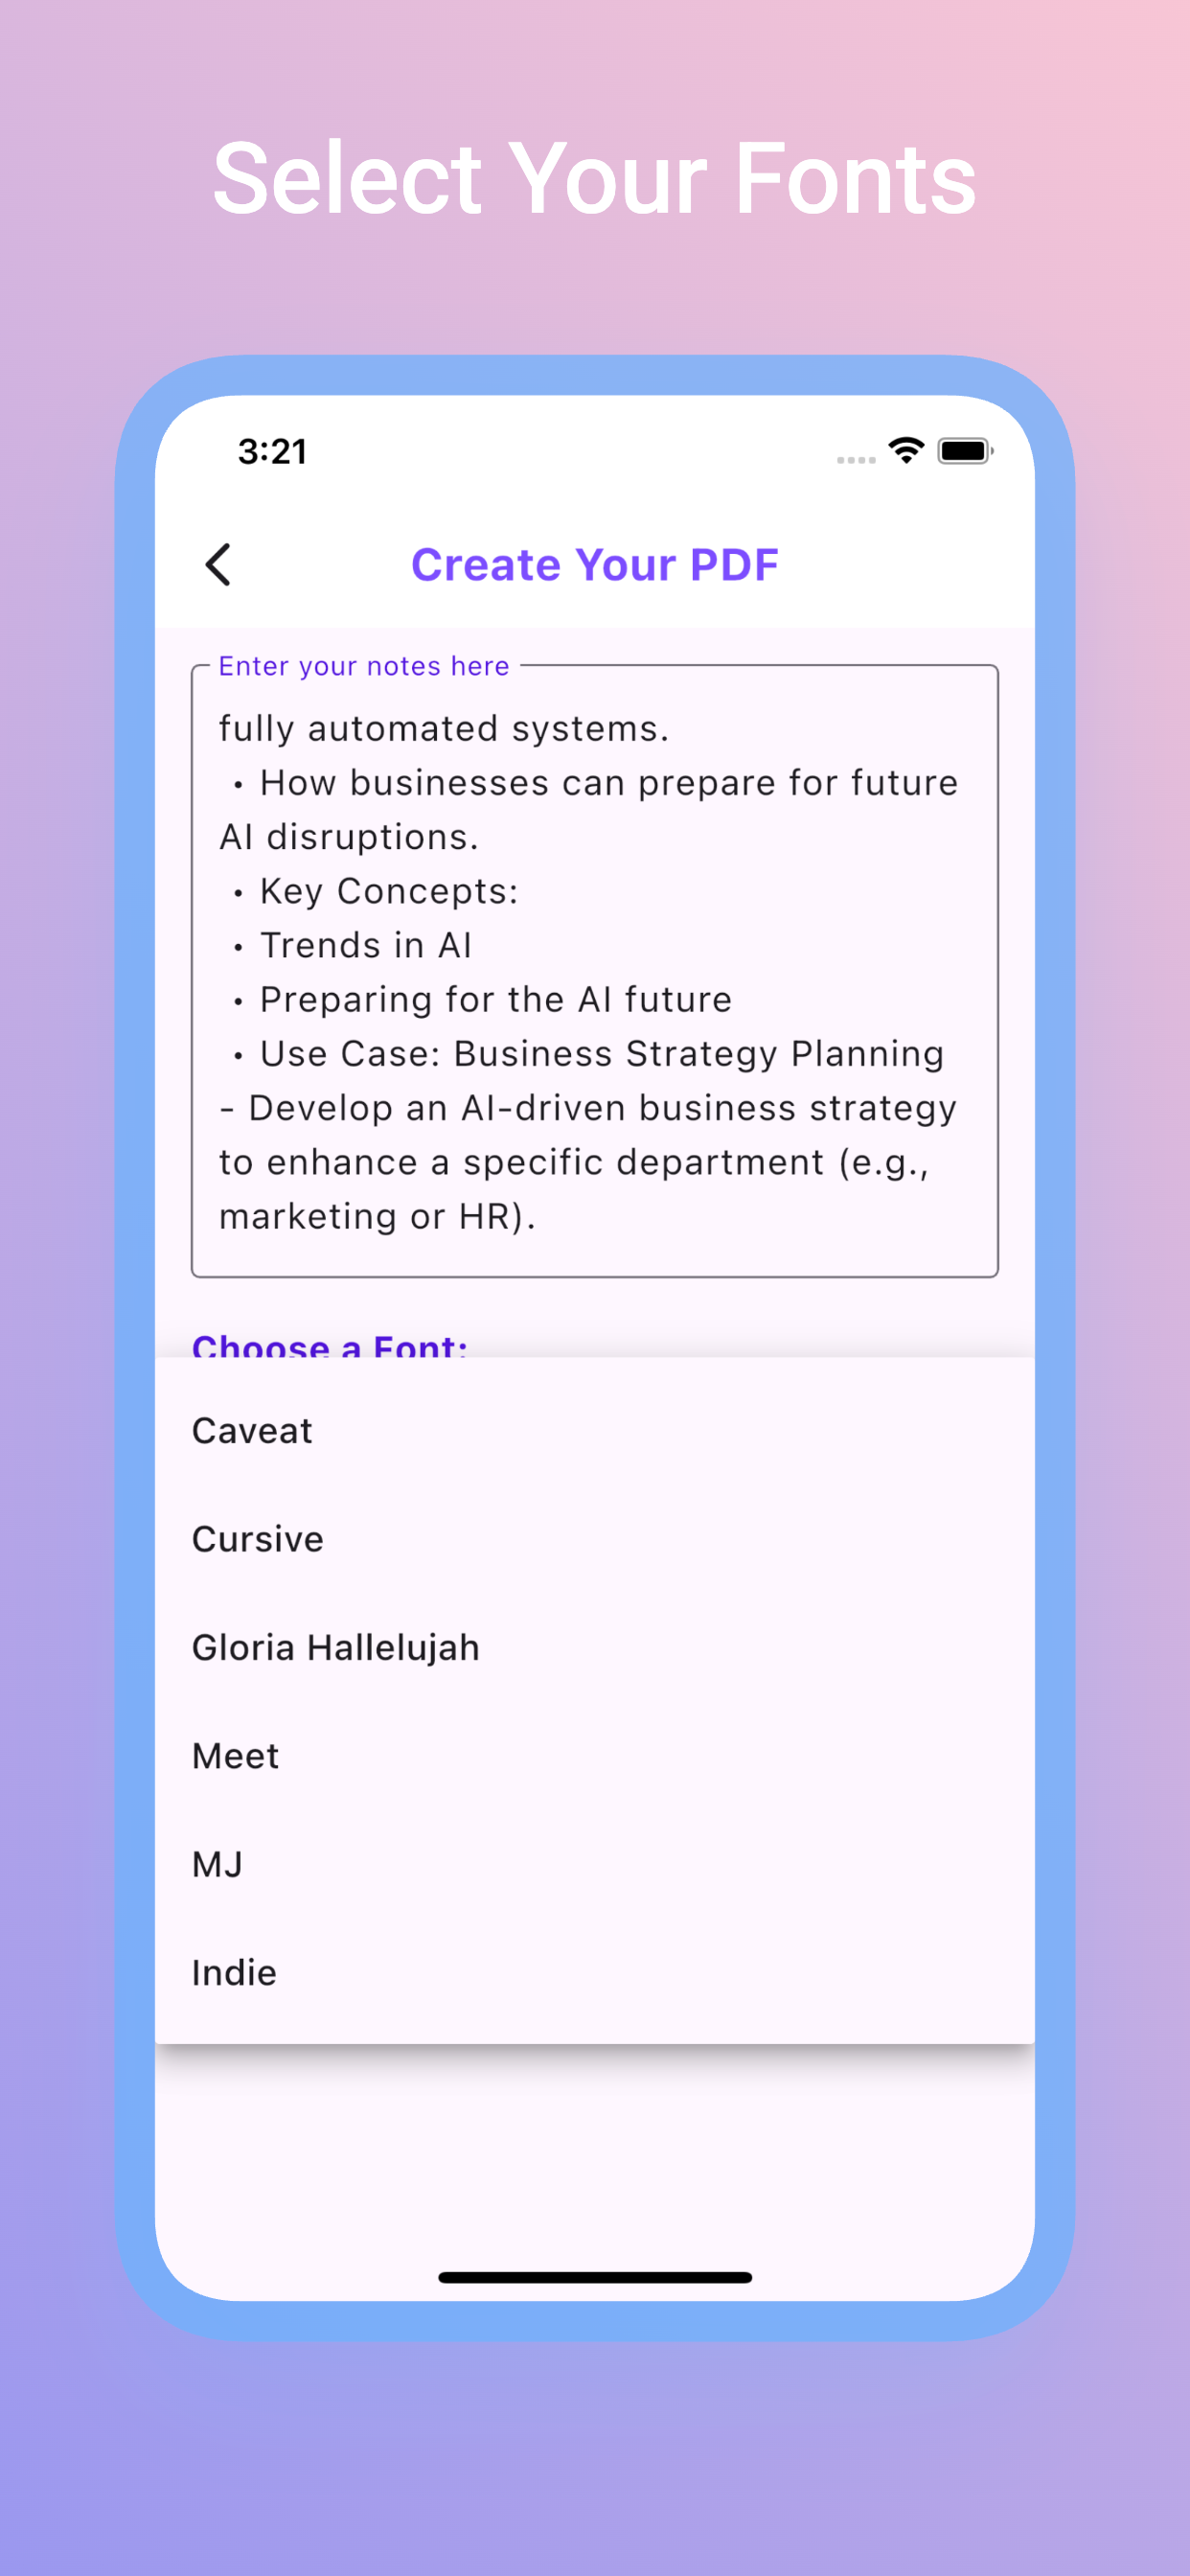 Select Your Fonts
3:21
Create Your PDF
Enter your notes here
fully automated systems.
• How businesses can prepare for future
AI disruptions.
• Key Concepts:
• Trends in AI
• Preparing for the AI future
• Use Case: Business Strategy Planning
- Develop an AI-driven business strategy
to enhance a specific department (e.g.,
marketing or HR).
Choose a Font:
Caveat
Cursive
Gloria Hallelujah
Meet
MJ
Indie